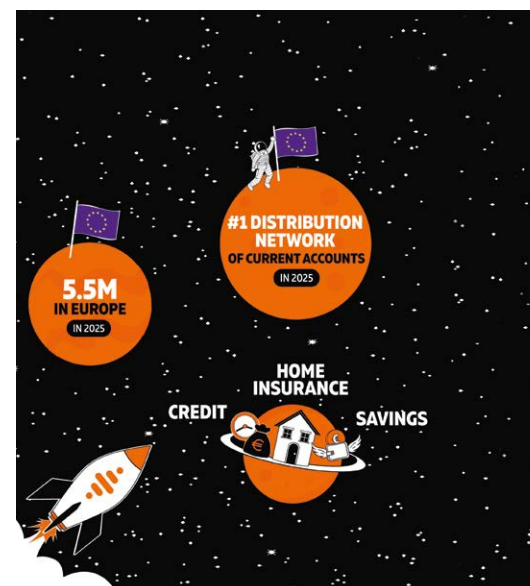 #1 DISTRIBUTION
NETWORK
OF CURRENT ACCOUNTS
IN 2025
5.5M
IN EUROPE
IN 2025
HOME
INSURANCE
CREDIT
SAVINGS
€